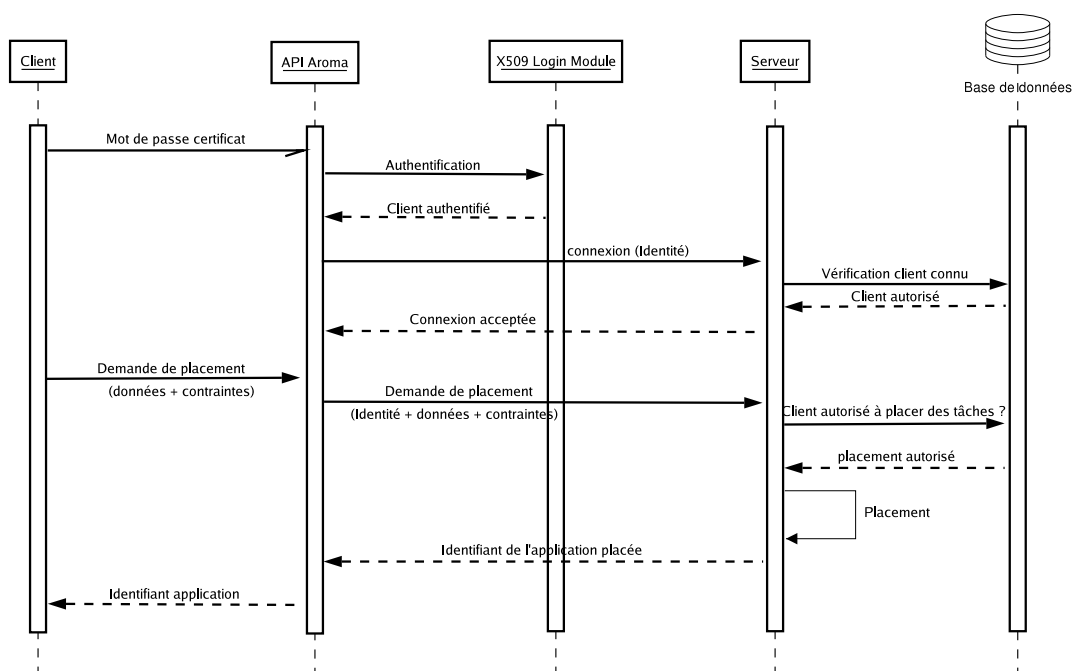 Client
API Aroma
X509 Login Module
Serveur
Base de données
Mot de passe certificat
Authentification
Client authentifié
connexion (Identité)
Vérification client connu
Client autorisé
Connexion acceptée
Demande de placement
(données + contraintes)
Demande de placement
(Identité + données + contraintes)
Client autorisé à placer des tâches ?
placement autorisé
Placement
Identifiant de l'application placée
Identifiant application